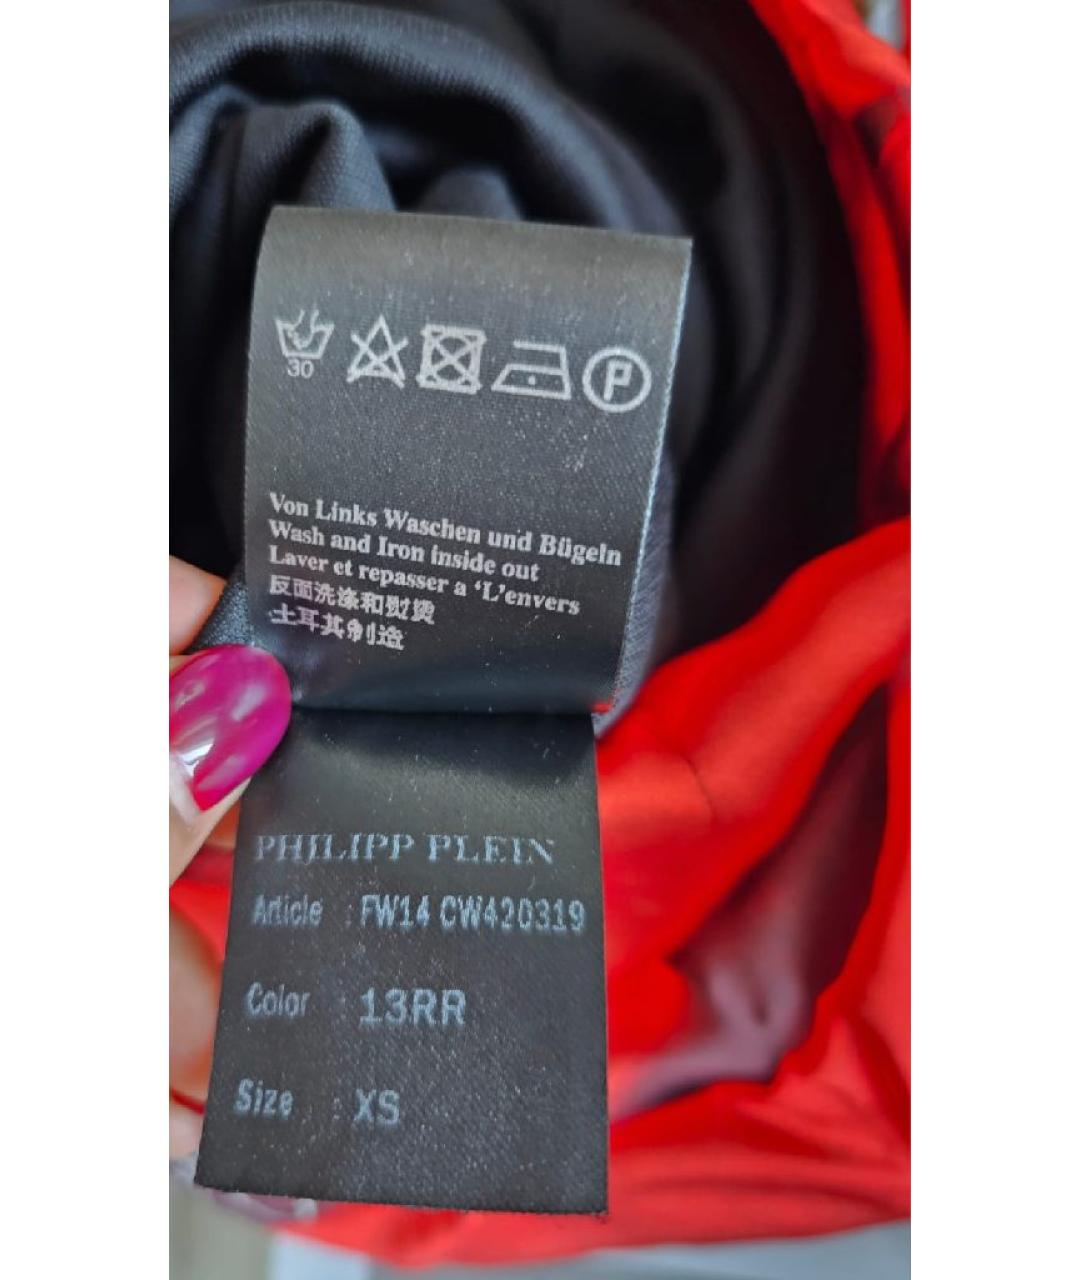 30
P
Von Links Waschen und Bügeln
Wash and Iron inside out
Laver et repasser a ‘L’envers
反面洗涤和熨烫
土耳其制造
PHILIPP PLEIN
Article : FW14 CW420319
Color : 13RR
Size : XS